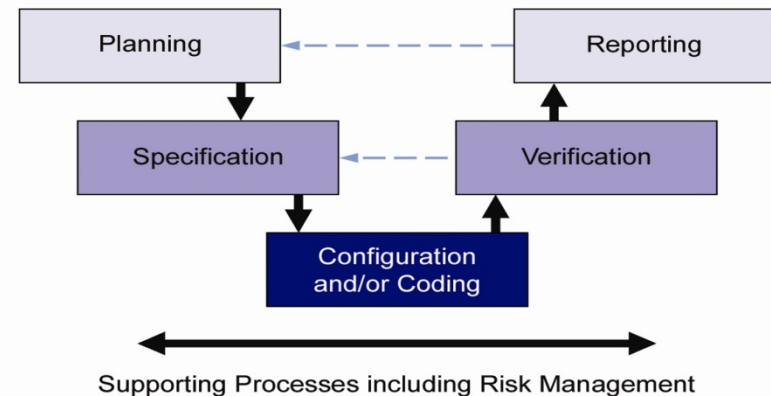 Planning
Reporting
Specification
Verification
Configuration
and/or Coding
Supporting Processes including Risk Management